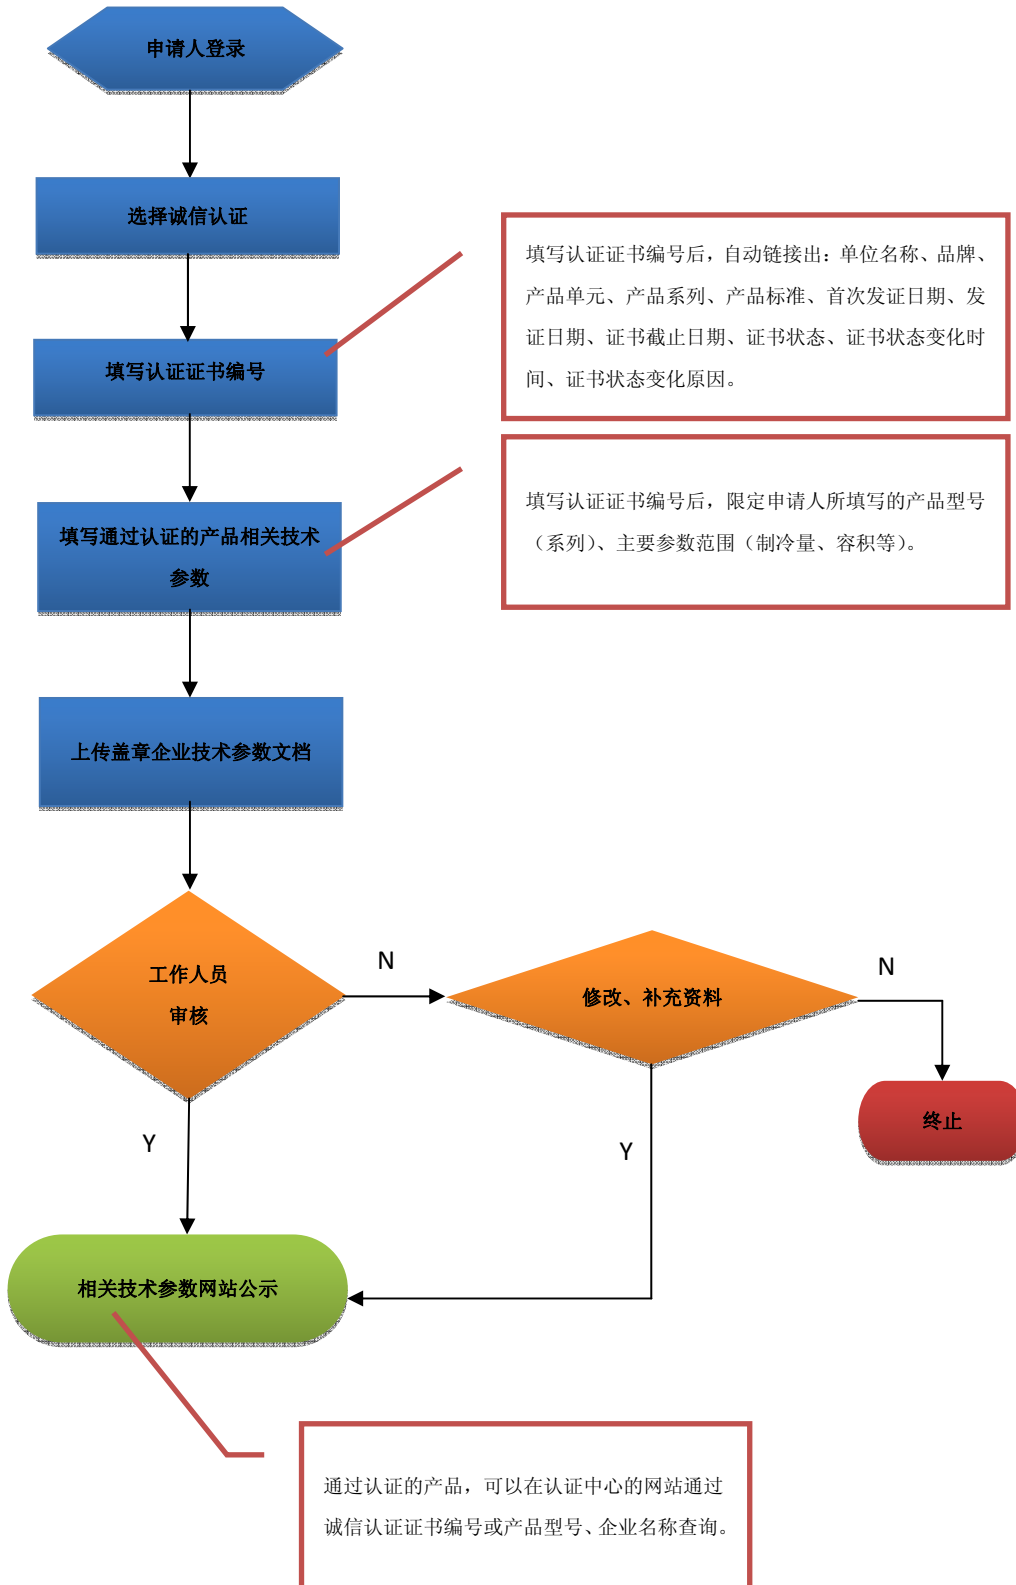 申请人登录
选择诚信认证
填写认证证书编号后，自动链接出：单位名称、品牌、
产品单元、产品系列、产品标准、首次发证日期、发
证日期、证书截止日期、证书状态、证书状态变化时
间、证书状态变化原因。
填写认证证书编号
填写认证证书编号后，限定申请人所填写的产品型号
（系列）、主要参数范围（制冷量、容积等）。
填写通过认证的产品相关技术
参数
上传盖章企业技术参数文档
工作人员
审核
N
修改、补充资料
N
终止
Y
Y
相关技术参数网站公示
通过认证的产品，可以在认证中心的网站通过
诚信认证证书编号或产品型号、企业名称查询。